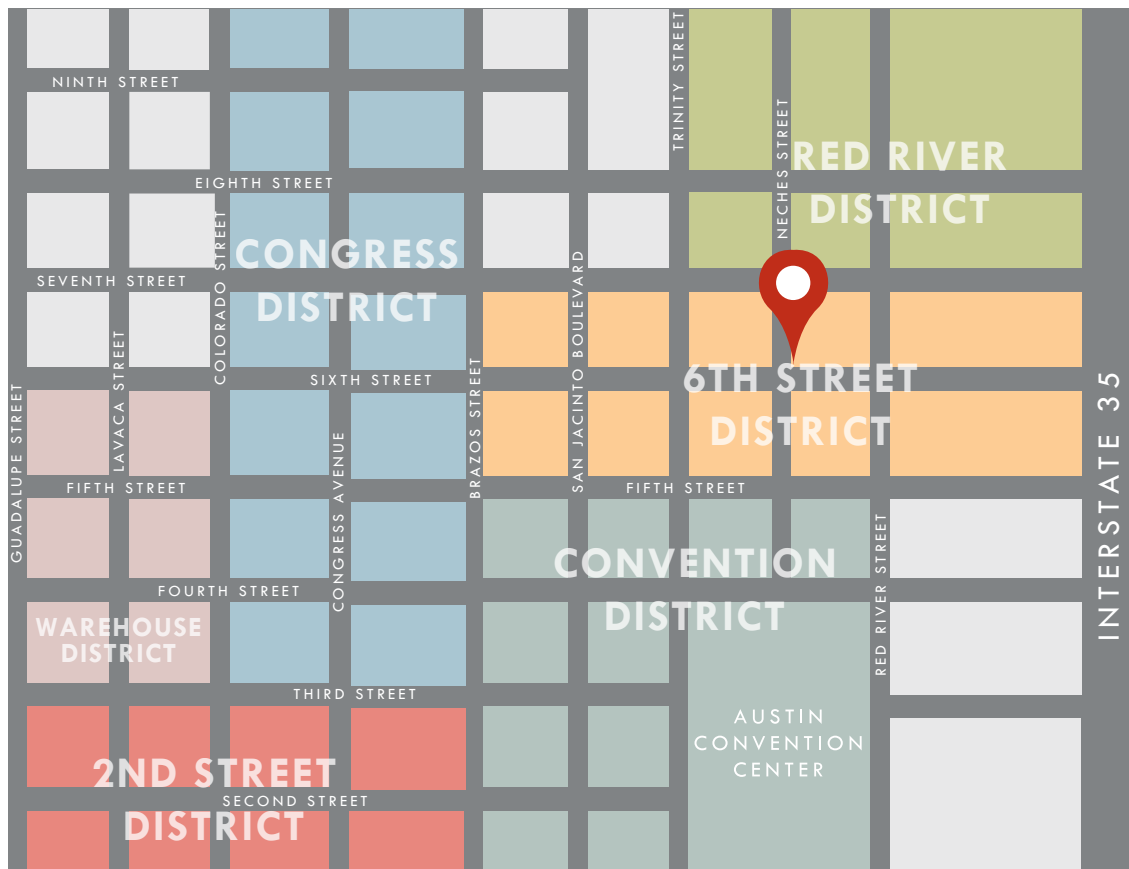 TRINITY STREET
NINTH STREET
NECHES STREET
RED RIVER
DISTRICT
EIGHTH STREET
COLORADO STREET
CONGRESS
DISTRICT
SEVENTH STREET
SAN JACINTO BOULEVARD
LAVACA STREET
SIXTH STREET
BRAZOS STREET
6TH STREET
DISTRICT
GUADALUPE STREET
INTERSTATE 35
CONGRESS AVENUE
FIFTH STREET
FIFTH STREET
RED RIVER STREET
CONVENTION
DISTRICT
FOURTH STREET
WAREHOUSE
DISTRICT
THIRD STREET
AUSTIN
CONVENTION
CENTER
2ND STREET
DISTRICT
SECOND STREET